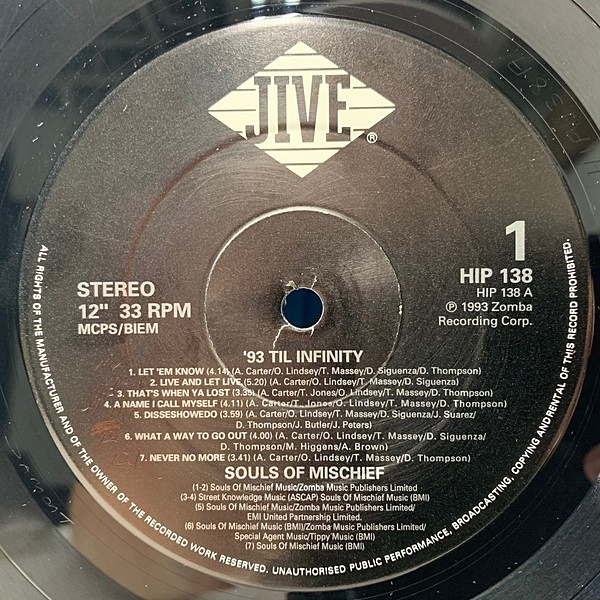 JIVE®
1
HIP 138
HIP 138 A
℗ 1993 Zomba
Recording Corp.
STEREO
12" 33 RPM
MCPS/BIEM
'93 TIL INFINITY
1. LET 'EM KNOW (4.14) (A. Carter/O. Lindsey/T. Massey/D. Siguenza/D. Thompson)
2. LIVE AND LET LIVE (5.20) (A. Carter/O. Lindsey/T. Massey/D. Siguenza)
3. THAT'S WHEN YA LOST (3.35) (A. Carter/T. Jones/O. Lindsey/T. Massey)
4. A NAME I CALL MYSELF (4.11) (A. Carter/T. Jones/O. Lindsey/T. Massey/D. Thompson)
5. DISSESHOWEDO (3.59) (A. Carter/O. Lindsey/T. Massey/D. Siguenza/J. Suarez/
D. Thompson/J. Butler/J. Peters)
6. WHAT A WAY TO GO OUT (4.00) (A. Carter/O. Lindsey/T. Massey/D. Siguenza/
D. Thompson/M. Higgens/A. Brown)
7. NEVER NO MORE (3.41) (A. Carter/O. Lindsey/T. Massey/D. Thompson)
SOULS OF MISCHIEF
(1-2) Souls Of Mischief Music/Zomba Music Publishers Limited
(3-4) Street Knowledge Music (ASCAP) Souls Of Mischief Music (BMI)
(5) Souls Of Mischief Music/Zomba Music Publishers Limited/
EMI United Partnership Limited.
(6) Souls Of Mischief Music (BMI)/Zomba Music Publishers Limited/
Special Agent Music/Tippy Music (BMI)
(7) Souls Of Mischief Music (BMI)
ALL RIGHTS OF THE MANUFACTURER AND OF THE OWNER OF THE RECORDED WORK RESERVED. UNAUTHORISED PUBLIC PERFORMANCE, BROADCASTING, COPYING AND RENTAL OF THIS RECORD PROHIBITED.